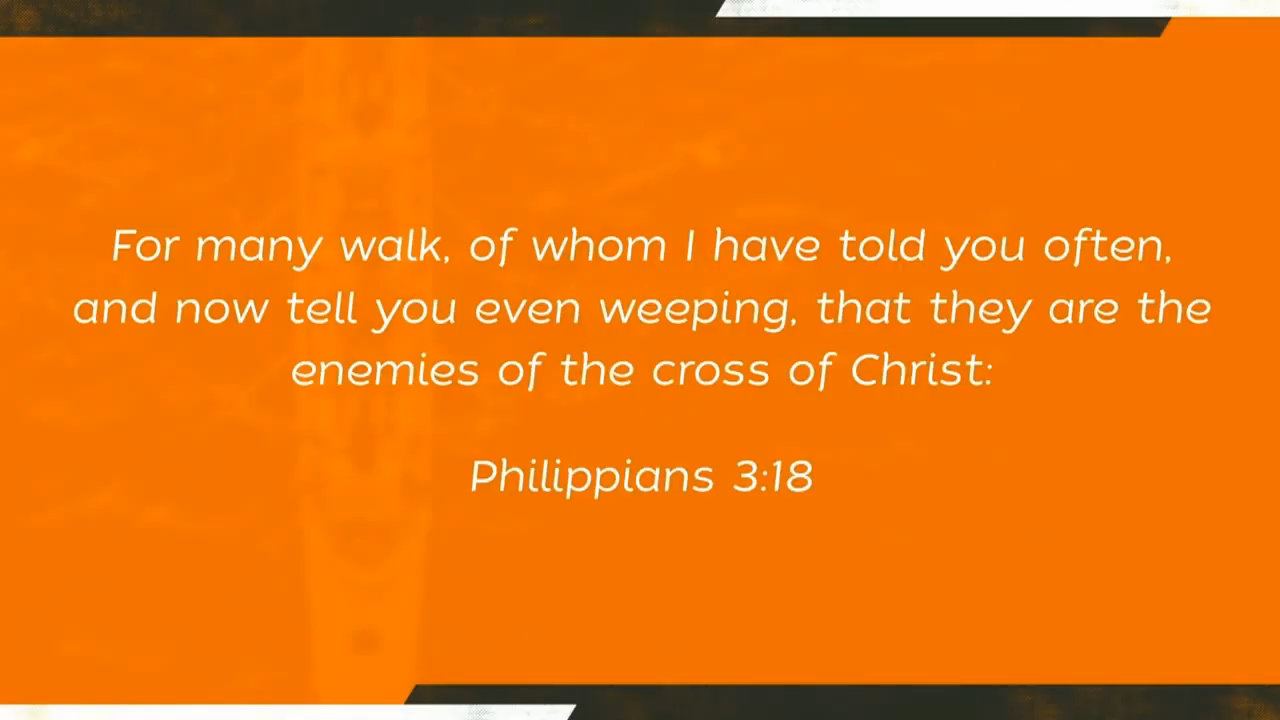 For many walk, of whom I have told you often,
and now tell you even weeping, that they are the
enemies of the cross of Christ:
Philippians 3:18